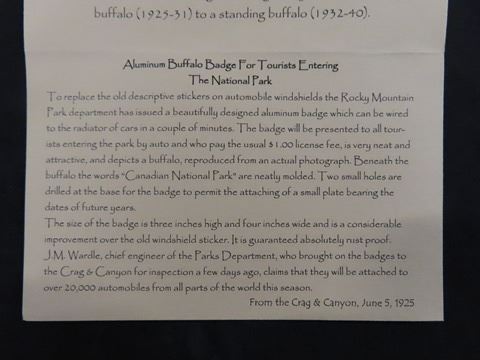 buffalo (1925-31) to a standing buffalo (1932-40).
Aluminum Buffalo Badge For Tourists Entering
The National Park
To replace the old descriptive stickers on automobile windshields the Rocky Mountain
Park department has issued a beautifully designed aluminum badge which can be wired
to the radiator of cars in a couple of minutes. The badge will be presented to all tour-
ists entering the park by auto and who pay the usual $1.00 license fee, is very neat and
attractive, and depicts a buffalo, reproduced from an actual photograph. Beneath the
buffalo the words "Canadian National Park" are neatly molded. Two small holes are
drilled at the base for the badge to permit the attaching of a small plate bearing the
dates of future years.
The size of the badge is three inches high and four inches wide and is a considerable
improvement over the old windshield sticker. It is guaranteed absolutely rust proof.
J.M. Wardle, chief engineer of the Parks Department, who brought on the badges to
the Crag & Canyon for inspection a few days ago, claims that they will be attached to
over 20,000 automobiles from all parts of the world this season.
From the Crag & Canyon, June 5, 1925